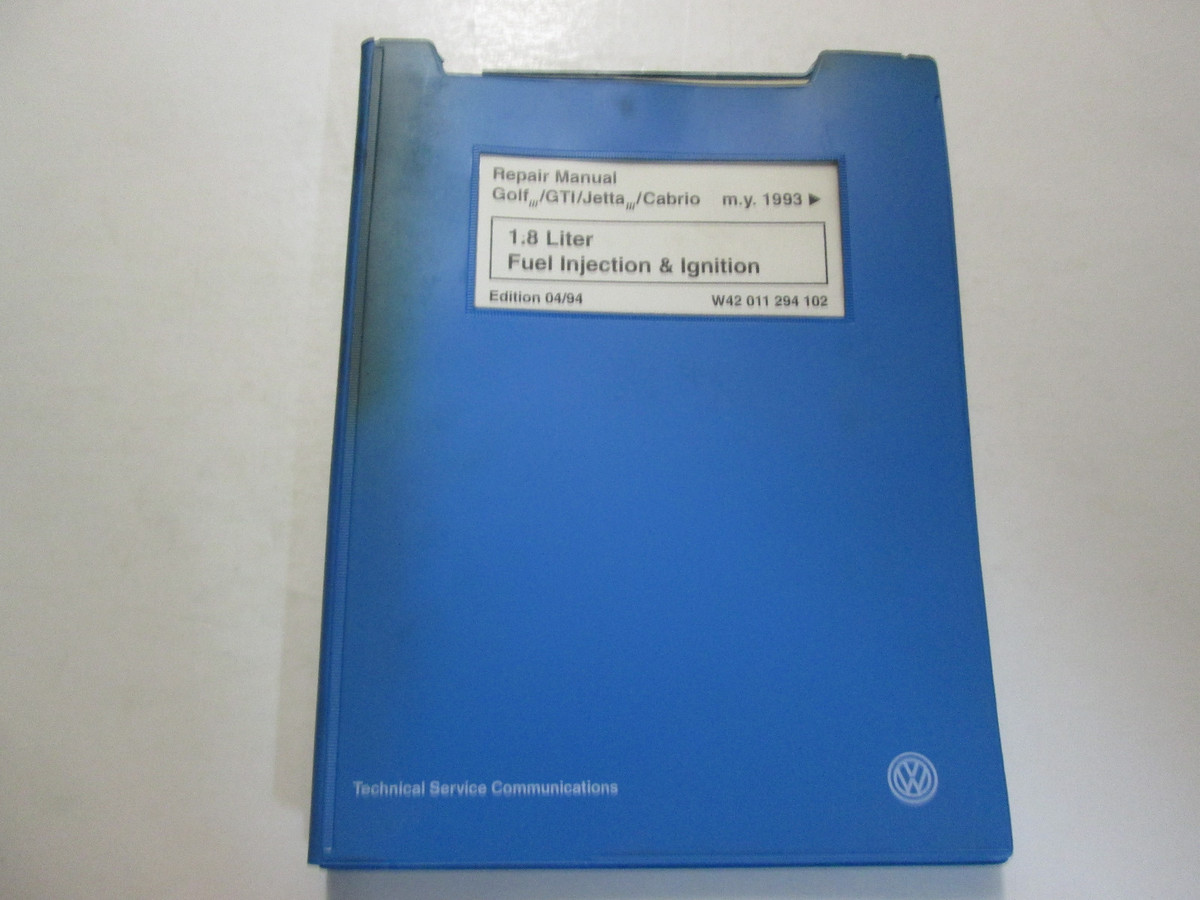 Repair Manual
Golf III/GTI/Jetta III/Cabrio m.y. 1993 ▶
1.8 Liter
Fuel Injection & Ignition
Edition 04/94 W42 011 294 102
Technical Service Communications
VW